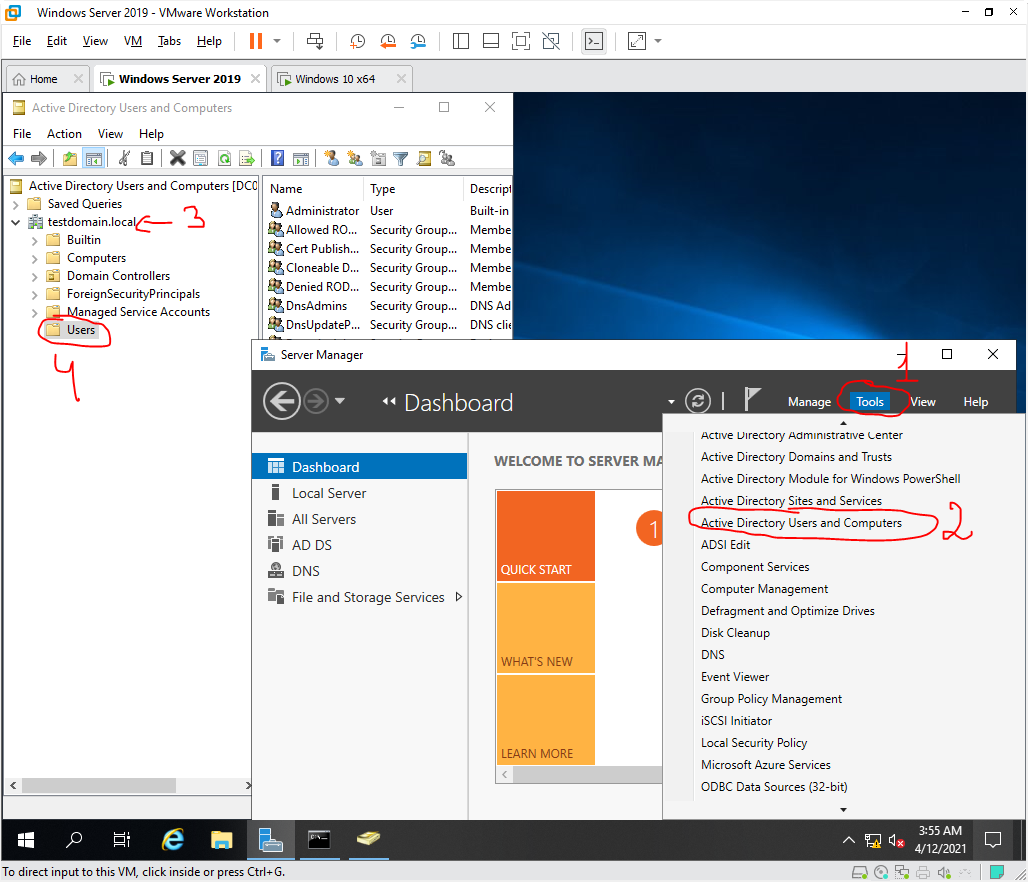 Windows Server 2019 - VMware Workstation
File Edit View VM Tabs Help
Home Windows Server 2019 Windows 10 x64
Active Directory Users and Computers
File Action View Help
Active Directory Users and Computers [DC0
Saved Queries
testdomain.local
3
Builtin
Computers
Domain Controllers
ForeignSecurityPrincipals
Managed Service Accounts
Users
4
Name Type Descript
Administrator User Built-in
Allowed RO... Security Group... Membe
Cert Publish... Security Group... Membe
Cloneable D... Security Group... Membe
Denied ROD... Security Group... Membe
DnsAdmins Security Group... DNS Ad
DnsUpdateP... Security Group... DNS clie
Server Manager
1
Dashboard
Manage Tools View Help
Dashboard
Local Server
All Servers
AD DS
DNS
File and Storage Services
WELCOME TO SERVER MA
QUICK START
1
WHAT'S NEW
LEARN MORE
Active Directory Administrative Center
Active Directory Domains and Trusts
Active Directory Module for Windows PowerShell
Active Directory Sites and Services
Active Directory Users and Computers
2
ADSI Edit
Component Services
Computer Management
Defragment and Optimize Drives
Disk Cleanup
DNS
Event Viewer
Group Policy Management
iSCSI Initiator
Local Security Policy
Microsoft Azure Services
ODBC Data Sources (32-bit)
3:55 AM
4/12/2021
To direct input to this VM, click inside or press Ctrl+G.